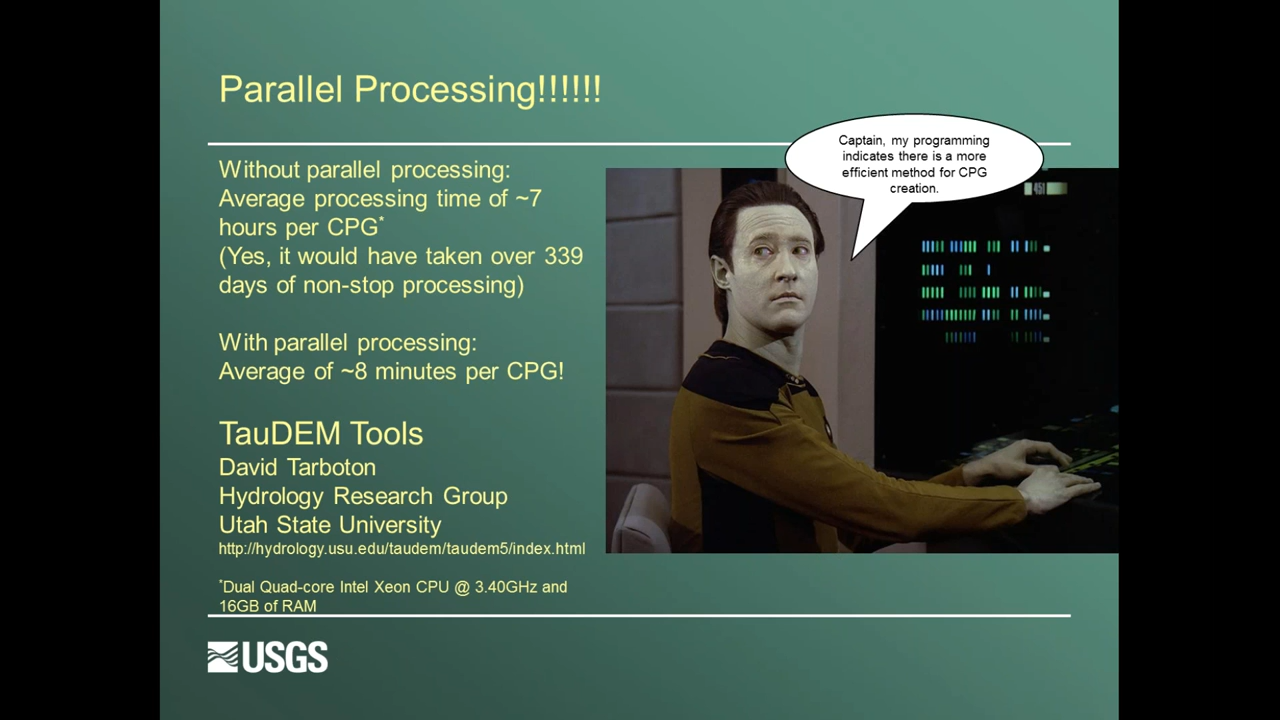 Parallel Processing!!!!!!
Captain, my programming
indicates there is a more
efficient method for CPG
creation.
Without parallel processing:
Average processing time of ~7
hours per CPG*
(Yes, it would have taken over 339
days of non-stop processing)
With parallel processing:
Average of ~8 minutes per CPG!
TauDEM Tools
David Tarboton
Hydrology Research Group
Utah State University
http://hydrology.usu.edu/taudem/taudem5/index.html
*Dual Quad-core Intel Xeon CPU @ 3.40GHz and
16GB of RAM
451
USGS